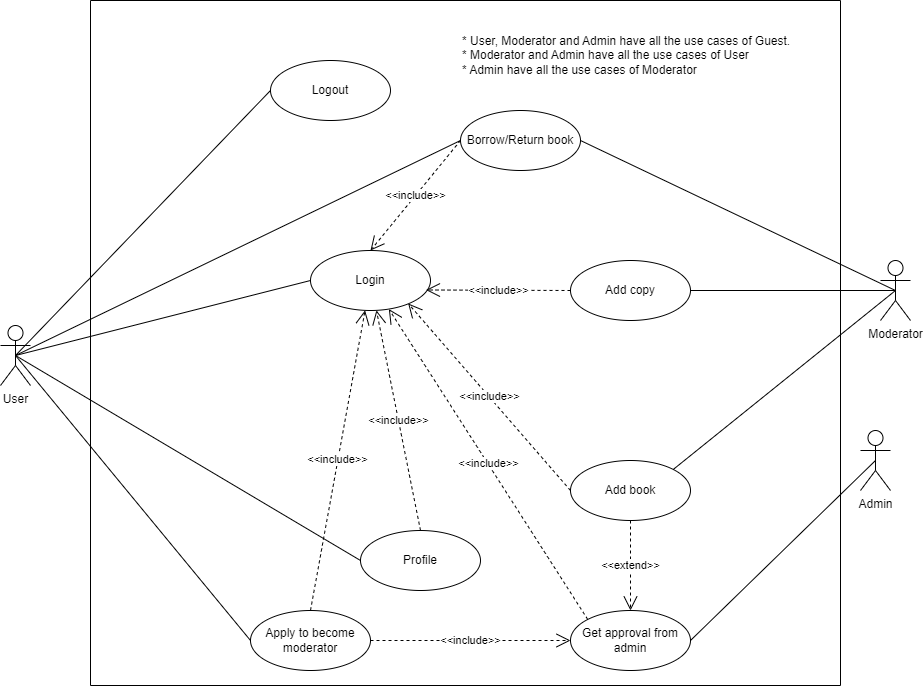 * User, Moderator and Admin have all the use cases of Guest.
* Moderator and Admin have all the use cases of User
* Admin have all the use cases of Moderator
Logout
Borrow/Return book
<<include>>
Login
<<include>>
Add copy
Moderator
User
<<include>>
<<include>>
<<include>>
<<include>>
Add book
Admin
Profile
<<extend>>
Apply to become
moderator
<<include>>
Get approval from
admin